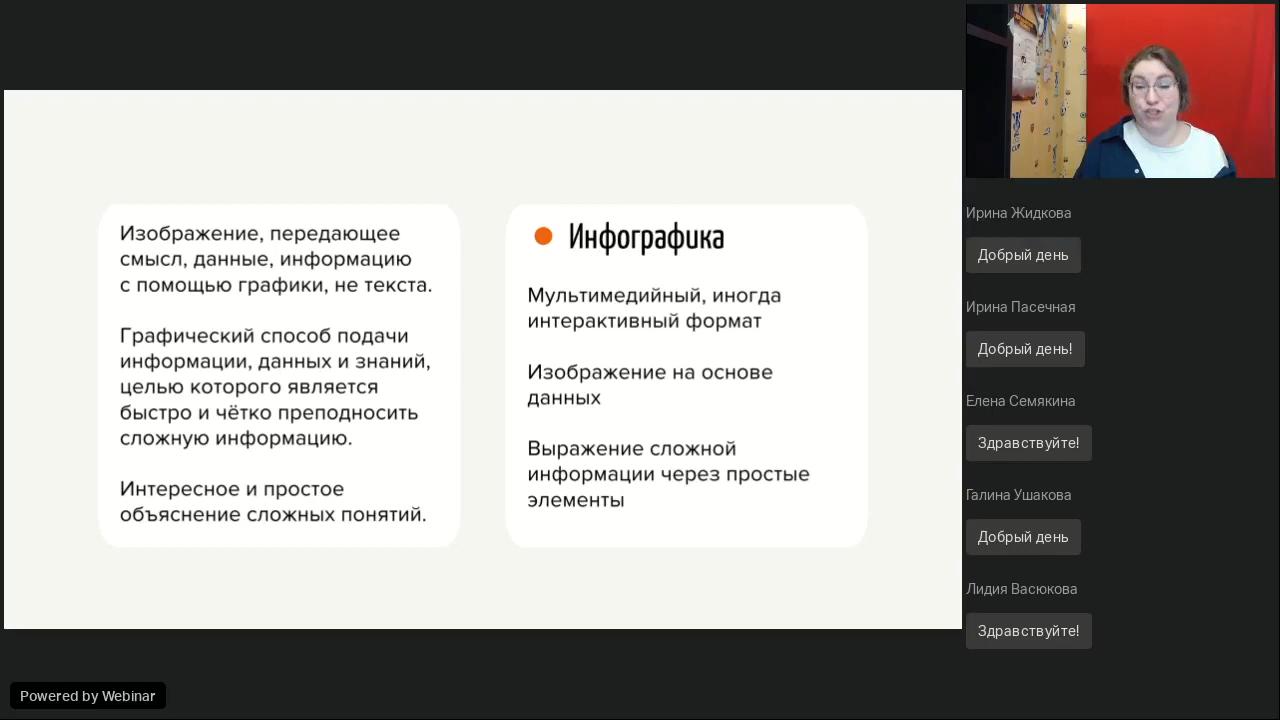 Изображение, передающее
смысл, данные, информацию
с помощью графики, не текста.
Графический способ подачи
информации, данных и знаний,
целью которого является
быстро и чётко преподносить
сложную информацию.
Интересное и простое
объяснение сложных понятий.
Инфографика
Мультимедийный, иногда
интерактивный формат
Изображение на основе
данных
Выражение сложной
информации через простые
элементы
Ирина Жидкова
Добрый день
Ирина Пасечная
Добрый день!
Елена Семякина
Здравствуйте!
Галина Ушакова
Добрый день
Лидия Васюкова
Здравствуйте!
Powered by Webinar